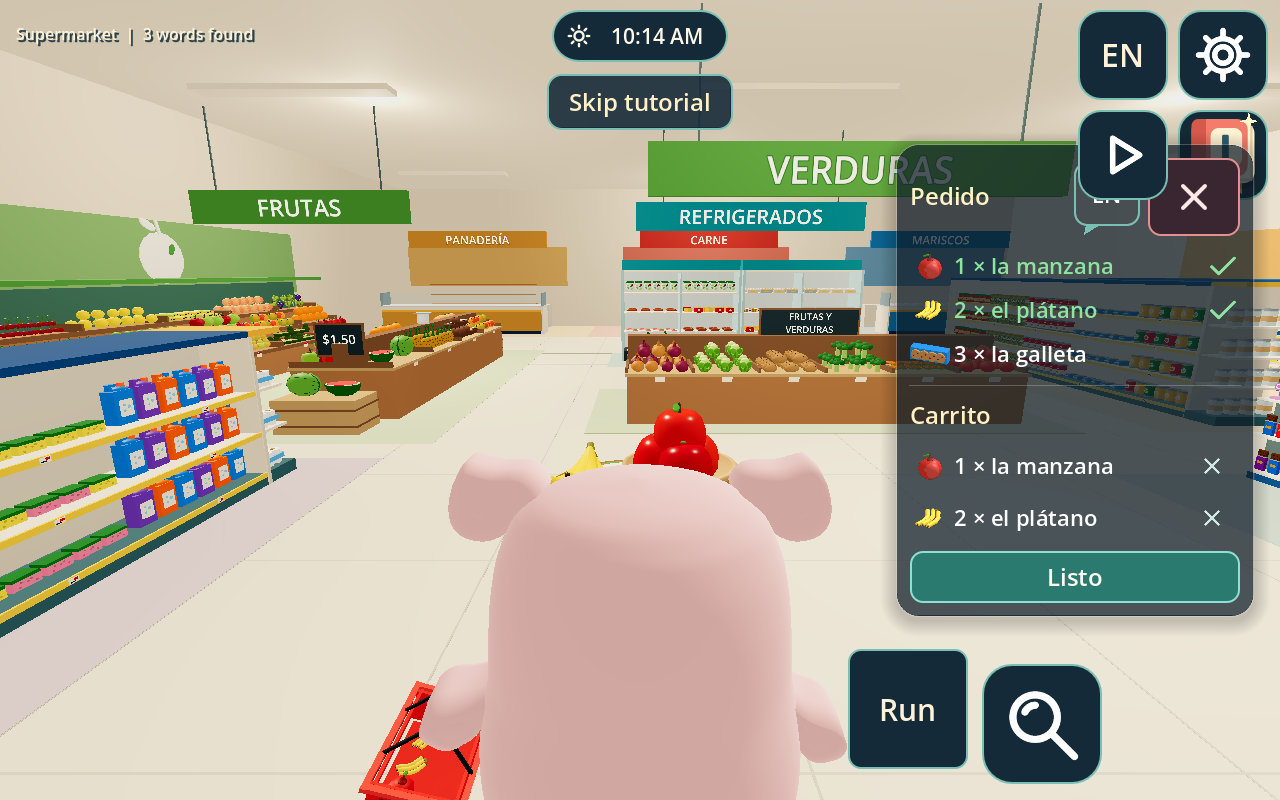 Supermarket | 3 words found
10:14 AM
Skip tutorial
EN
FRUTAS
VERDURAS
REFRIGERADOS
PANADERÍA
CARNE
MARISCOS
FRUTAS Y
VERDURAS
$1.50
Pedido
EN
1 × la manzana
2 × el plátano
3 × la galleta
Carrito
1 × la manzana
2 × el plátano
Listo
Run